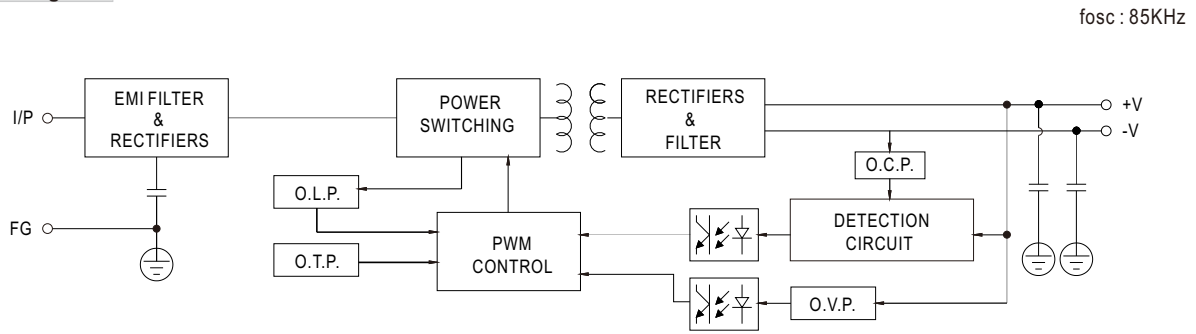 fosc : 85KHz
I/P
EMI FILTER
&
RECTIFIERS
POWER
SWITCHING
RECTIFIERS
&
FILTER
+V
-V
O.C.P.
O.L.P.
FG
PWM
CONTROL
DETECTION
CIRCUIT
O.T.P.
O.V.P.